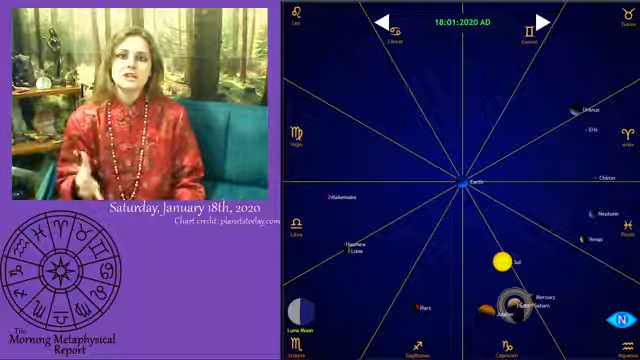 Saturday, January 18th, 2020
Chart credit: planetstoday.com
The
Morning Metaphysical
Report
18:01:2020 AD
Leo
Cancer
Gemini
Taurus
Uranus
Eris
Virgo
Aries
Earth
Chiron
Makemake
Neptune
Libra
Pisces
Venus
Haumea
Luna
Sol
Mercury
Saturn
Jupiter
Mars
Luna Moon
N
Scorpio
Sagittarius
Capricorn
Aquarius